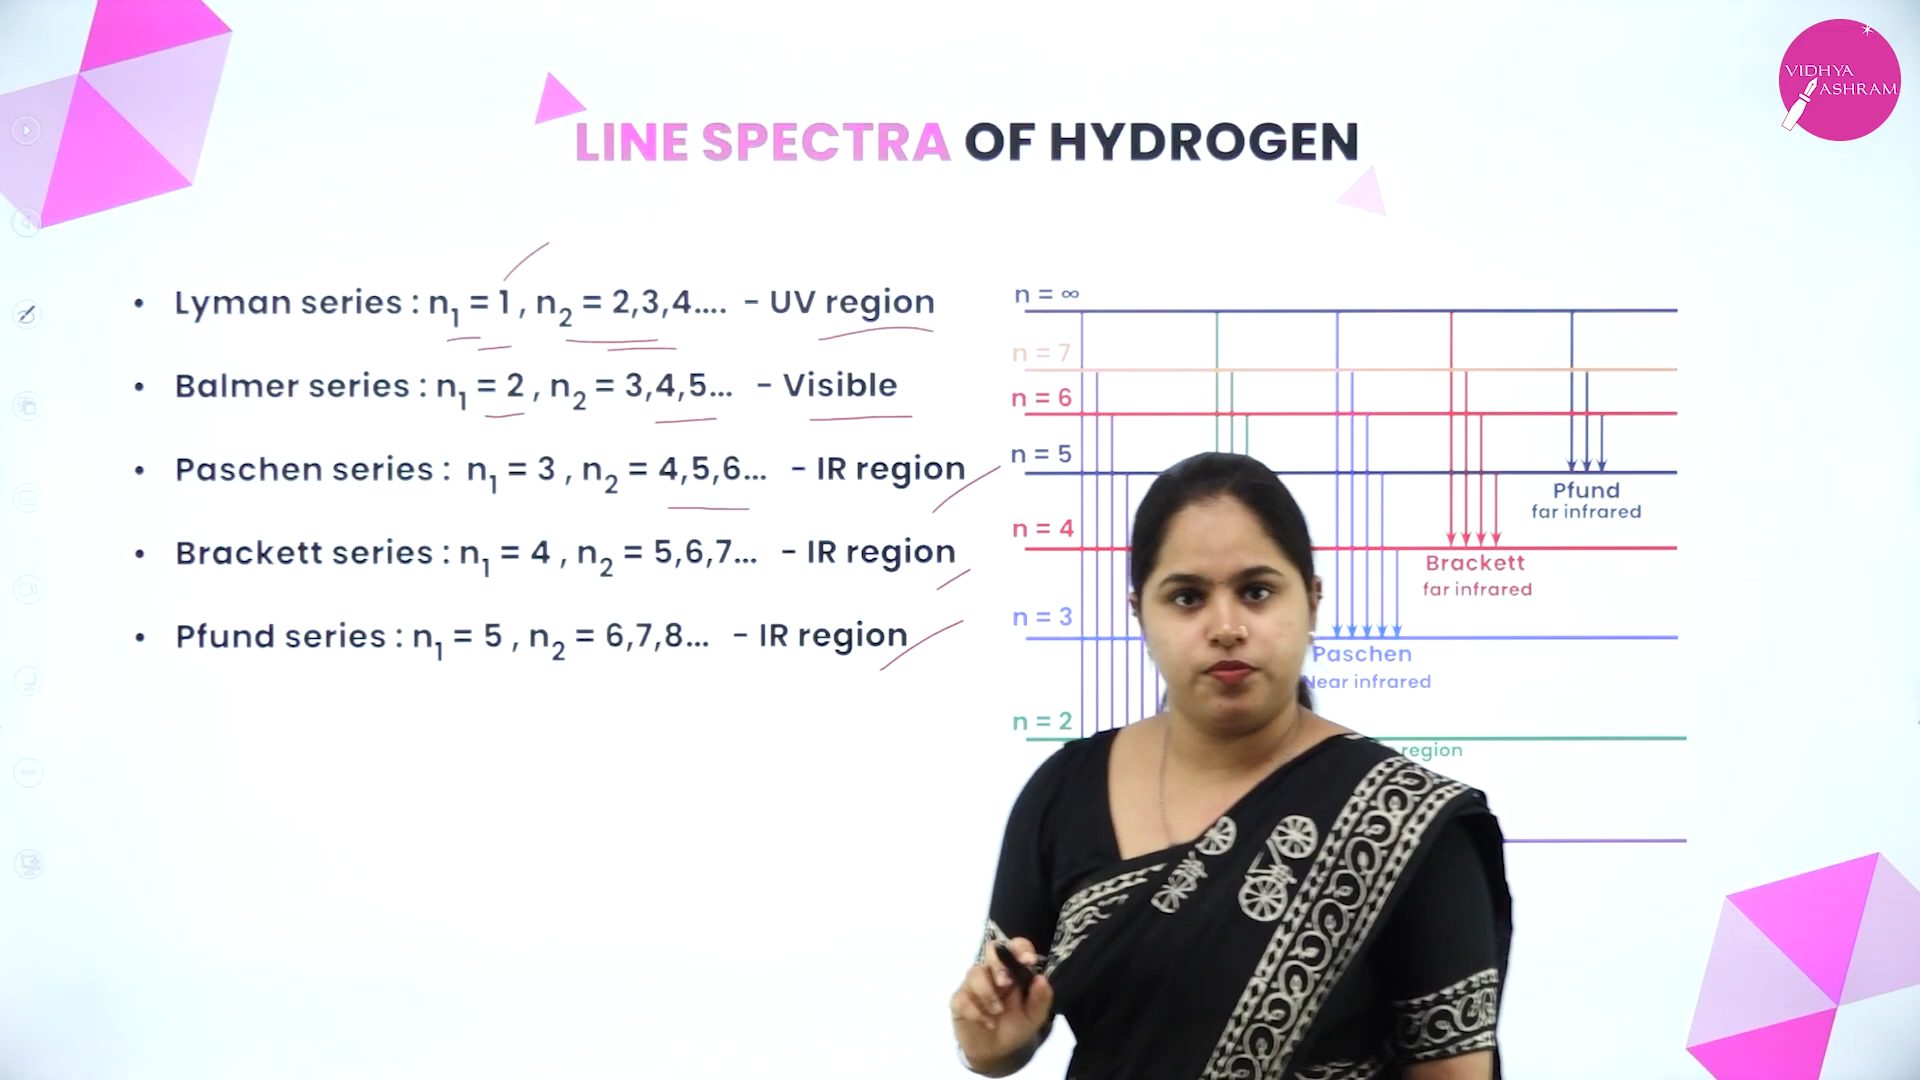 VIDHYA
ASHRAM
LINE SPECTRA OF HYDROGEN
• Lyman series : n₁ = 1 , n₂ = 2,3,4.... - UV region
• Balmer series : n₁ = 2 , n₂ = 3,4,5... - Visible
• Paschen series : n₁ = 3 , n₂ = 4,5,6... - IR region
• Brackett series : n₁ = 4 , n₂ = 5,6,7... - IR region
• Pfund series : n₁ = 5 , n₂ = 6,7,8... - IR region
n = ∞
n = 7
n = 6
n = 5
Pfund
far infrared
n = 4
Brackett
far infrared
n = 3
Paschen
Near infrared
n = 2
region